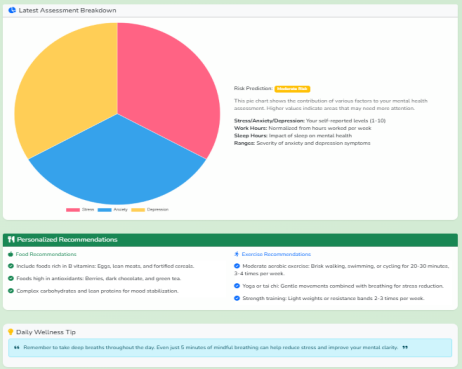 Latest Assessment Breakdown
Risk Prediction: Moderate Risk
This pie chart shows the contribution of various factors to your mental health
assessment. Higher values indicate areas that may need more attention.
Stress/Anxiety/Depression: Your self-reported levels (1-10)
Work Hours: Normalized from hours worked per week
Sleep Hours: Impact of sleep on mental health
Ranges: Severity of anxiety and depression symptoms
Stress Anxiety Depression
Personalized Recommendations
Food Recommendations
Include foods rich in B vitamins: Eggs, lean meats, and fortified cereals.
Foods high in antioxidants: Berries, dark chocolate, and green tea.
Complex carbohydrates and lean proteins for mood stabilization.
Exercise Recommendations
Moderate aerobic exercise: Brisk walking, swimming, or cycling for 20-30 minutes,
3-4 times per week.
Yoga or tai chi: Gentle movements combined with breathing for stress reduction.
Strength training: Light weights or resistance bands 2-3 times per week.
Daily Wellness Tip
Remember to take deep breaths throughout the day. Even just 5 minutes of mindful breathing can help reduce stress and improve your mental clarity.